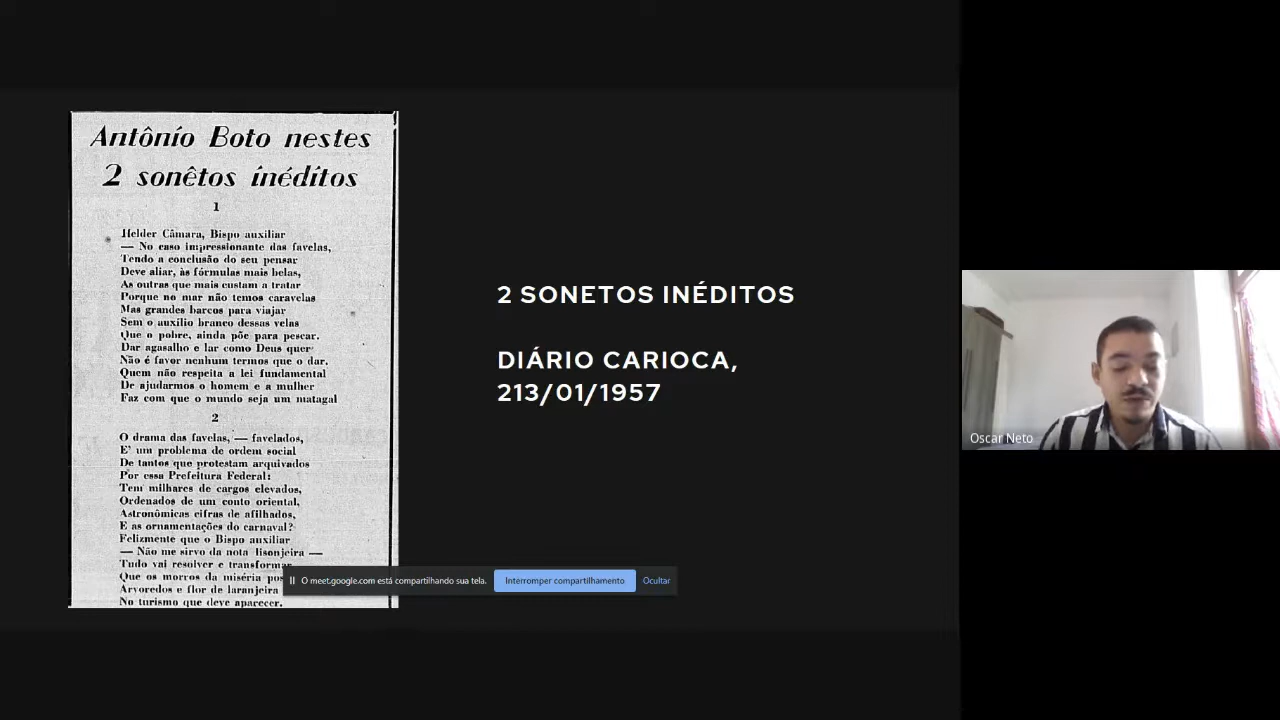 Antônio Boto nestes
2 sonêtos inéditos
1
Helder Câmara, Bispo auxiliar
— No caso impressionante das favelas,
Tendo a conclusão do seu pensar
Deve aliar, às fórmulas mais belas,
As outras que mais custam a tratar
Porque no mar não temos caravelas
Mas grandes barcos para viajar
Sem o auxílio branco dessas velas
Que o pobre, ainda põe para pescar.
Dar agasalho e lar como Deus quer
Não é favor nenhum termos que o dar.
Quem não respeita a lei fundamental
De ajudarmos o homem e a mulher
Faz com que o mundo seja um matagal
2
O drama das favelas, — favelados,
E' um problema de ordem social
De tantos que protestam arquivados
Por essa Prefeitura Federal:
Tem milhares de cargos elevados,
Ordenados de um conto oriental,
Astronômicas cifras de afilhados,
E as ornamentações do carnaval?
Felizmente que o Bispo auxiliar
— Não me sirvo da nota lisonjeira —
Tudo vai resolver e transformar
Que os morros da miséria
Arvoredos e flor de laranjeira
No turismo que deve aparecer.
2 SONETOS INÉDITOS
DIÁRIO CARIOCA,
213/01/1957
O meet.google.com está compartilhando sua tela.
Interromper compartilhamento
Ocultar
Oscar Neto